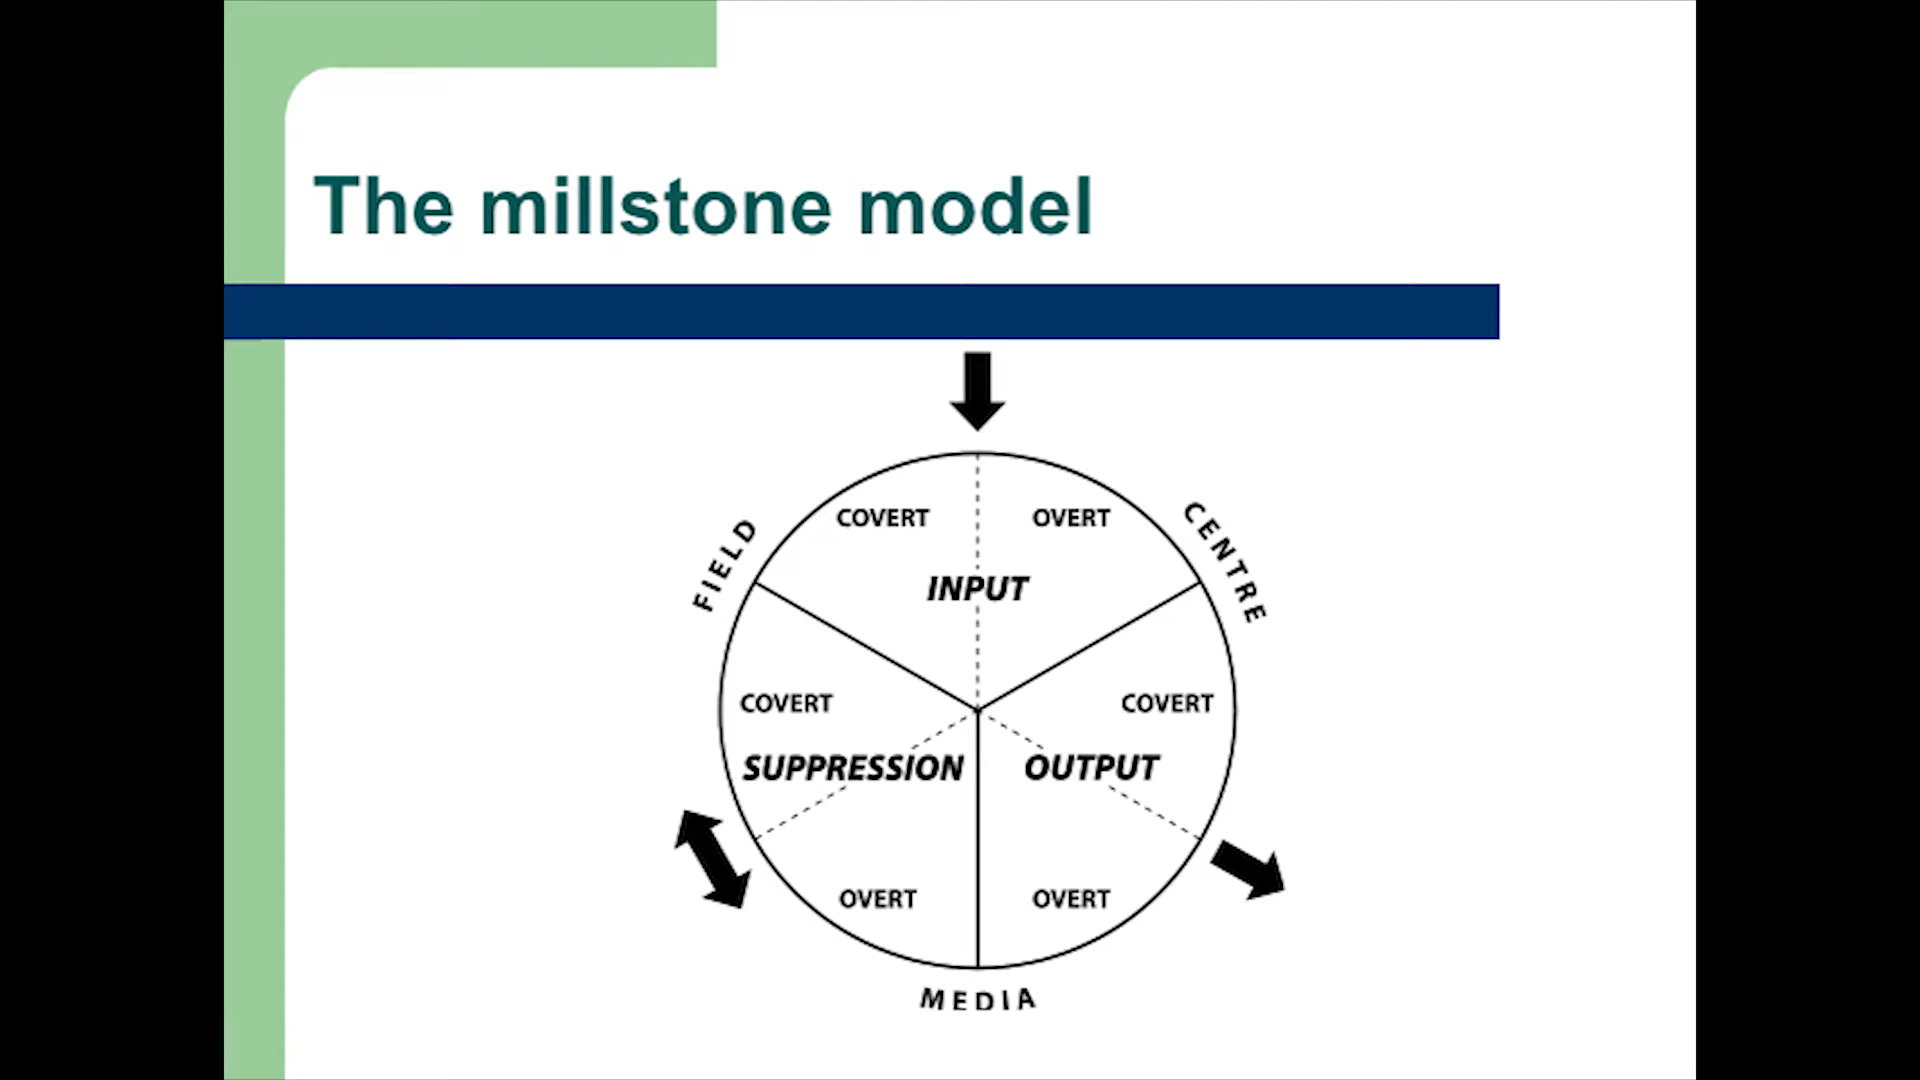 The millstone model
COVERT
OVERT
FIELD
CENTRE
INPUT
COVERT
COVERT
SUPPRESSION
OUTPUT
OVERT
OVERT
MEDIA